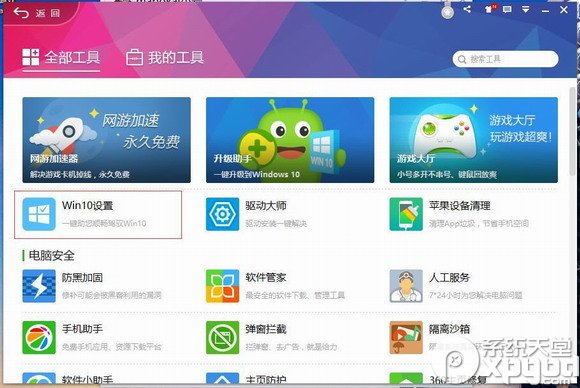 返回
全部工具
我的工具
搜索工具
网游加速
永久免费
网游加速器
解决游戏卡机掉线，永久免费
WIN 10
升级助手
一键升级到Windows 10
游戏大厅
玩游戏超爽!
游戏大厅
小号多开不串号、键鼠回放爽
Win10设置
一键助您顺畅驾驭Win10
驱动大师
驱动安装一键解决
苹果设备清理
清理App垃圾，节省手机空间
电脑安全
防黑加固
修补可能会被黑客利用的漏洞
软件管家
最安全的软件下载、管理工具
人工服务
7*24小时为您解决电脑问题
手机助手
免费手机应用、资源下载平台
弹窗拦截
拦弹窗、去广告，就是给力
隔离沙箱
系统天堂
软件小助手
主页防护